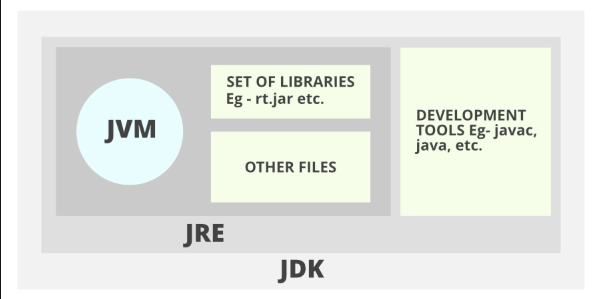 JVM
SET OF LIBRARIES
Eg - rt.jar etc.
OTHER FILES
DEVELOPMENT
TOOLS Eg- javac,
java, etc.
JRE
JDK